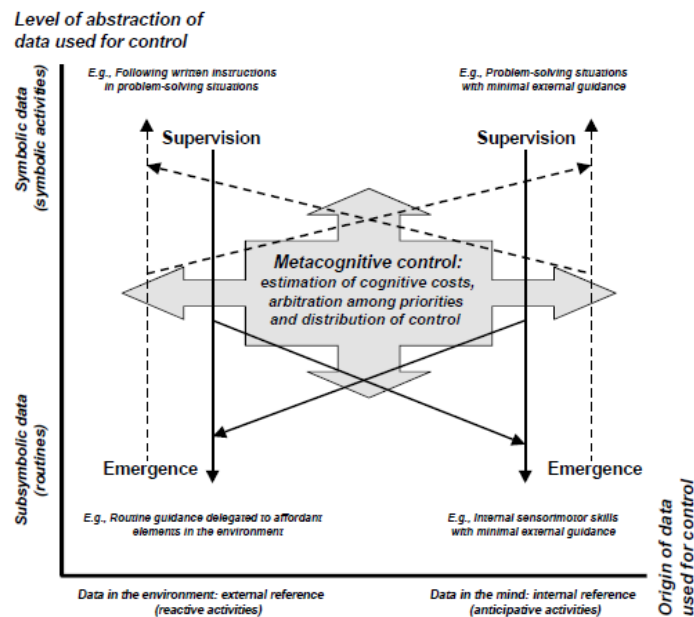 Level of abstraction of
data used for control
E.g., Following written instructions
in problem-solving situations
E.g., Problem-solving situations
with minimal external guidance
Symbolic data
(symbolic activities)
Supervision
Supervision
Metacognitive control:
estimation of cognitive costs,
arbitration among priorities
and distribution of control
Subsymbolic data
(routines)
Emergence
Emergence
E.g., Routine guidance delegated to affordant
elements in the environment
E.g., Internal sensorimotor skills
with minimal external guidance
Data in the environment: external reference
(reactive activities)
Data in the mind: internal reference
(anticipative activities)
Origin of data
used for control